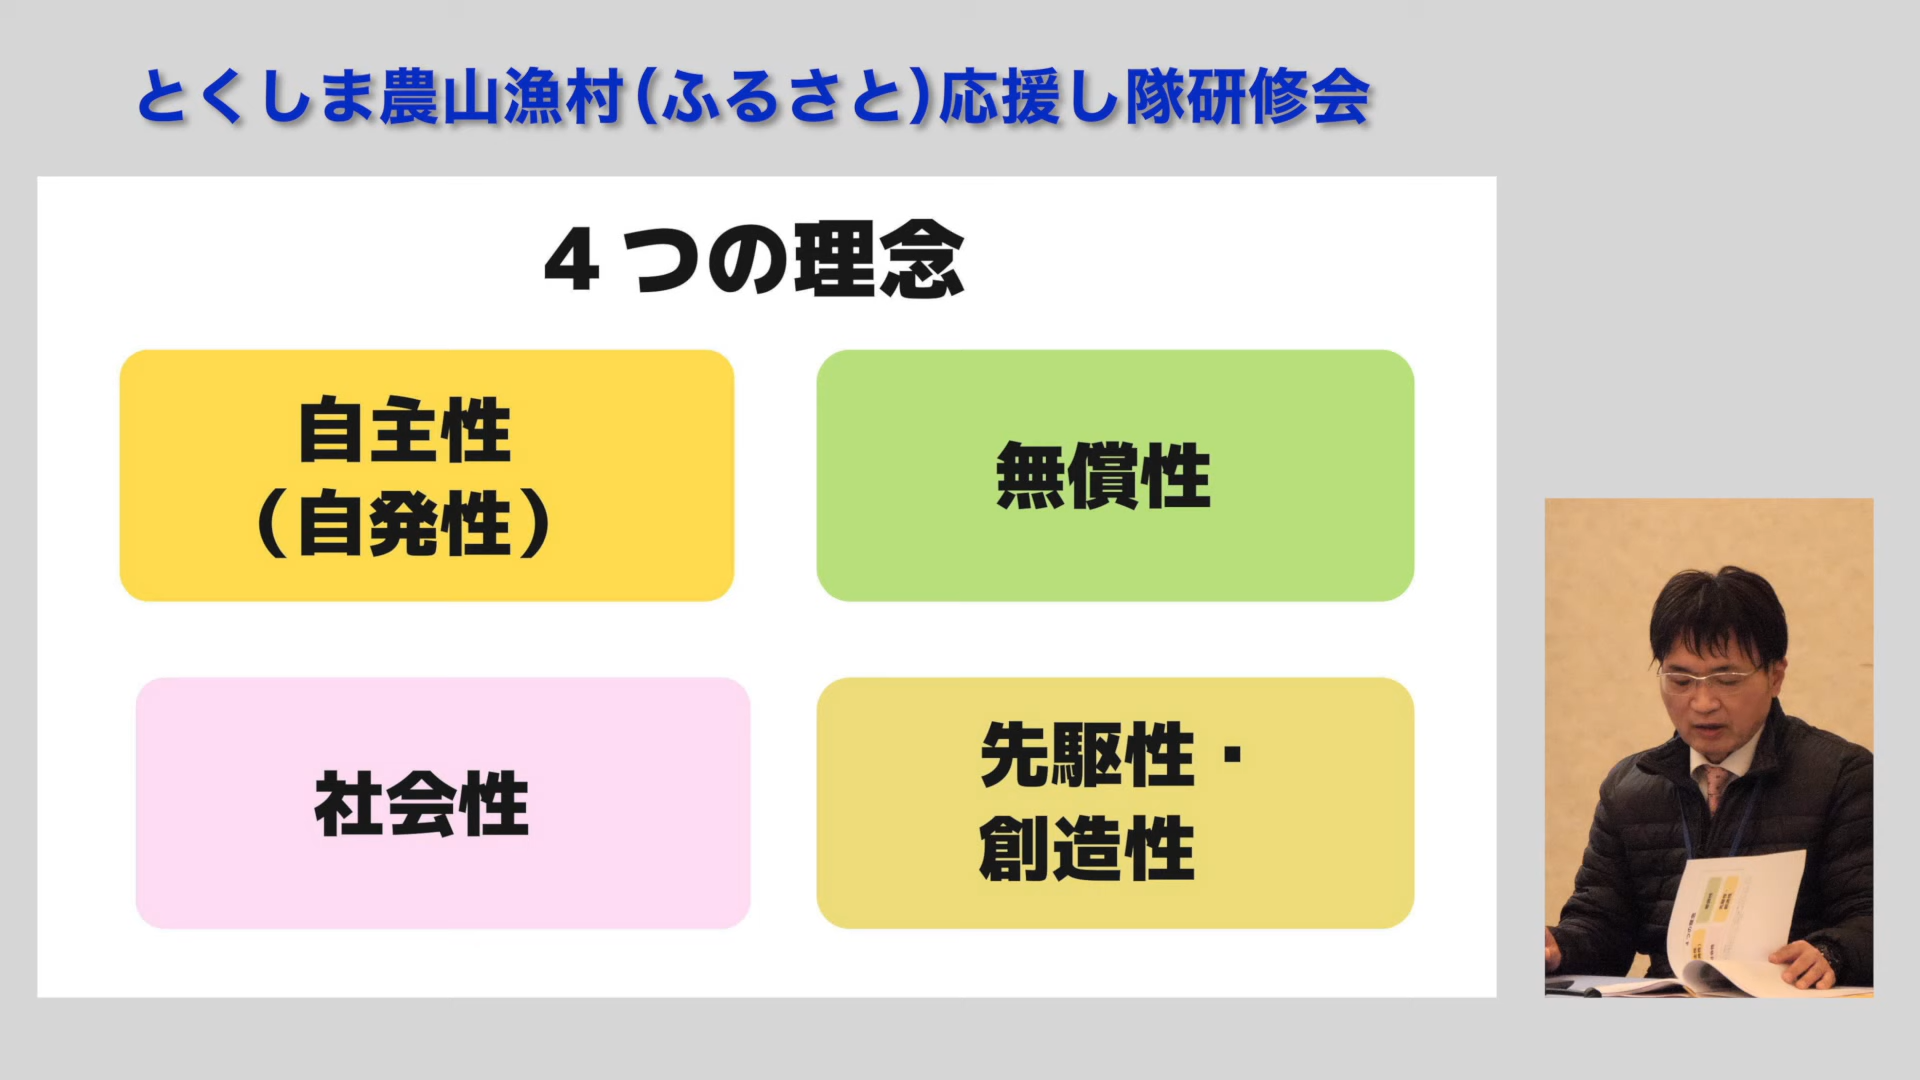 とくしま農山漁村(ふるさと)応援し隊研修会
４つの理念
自主性
（自発性）
無償性
社会性
先駆性・
創造性